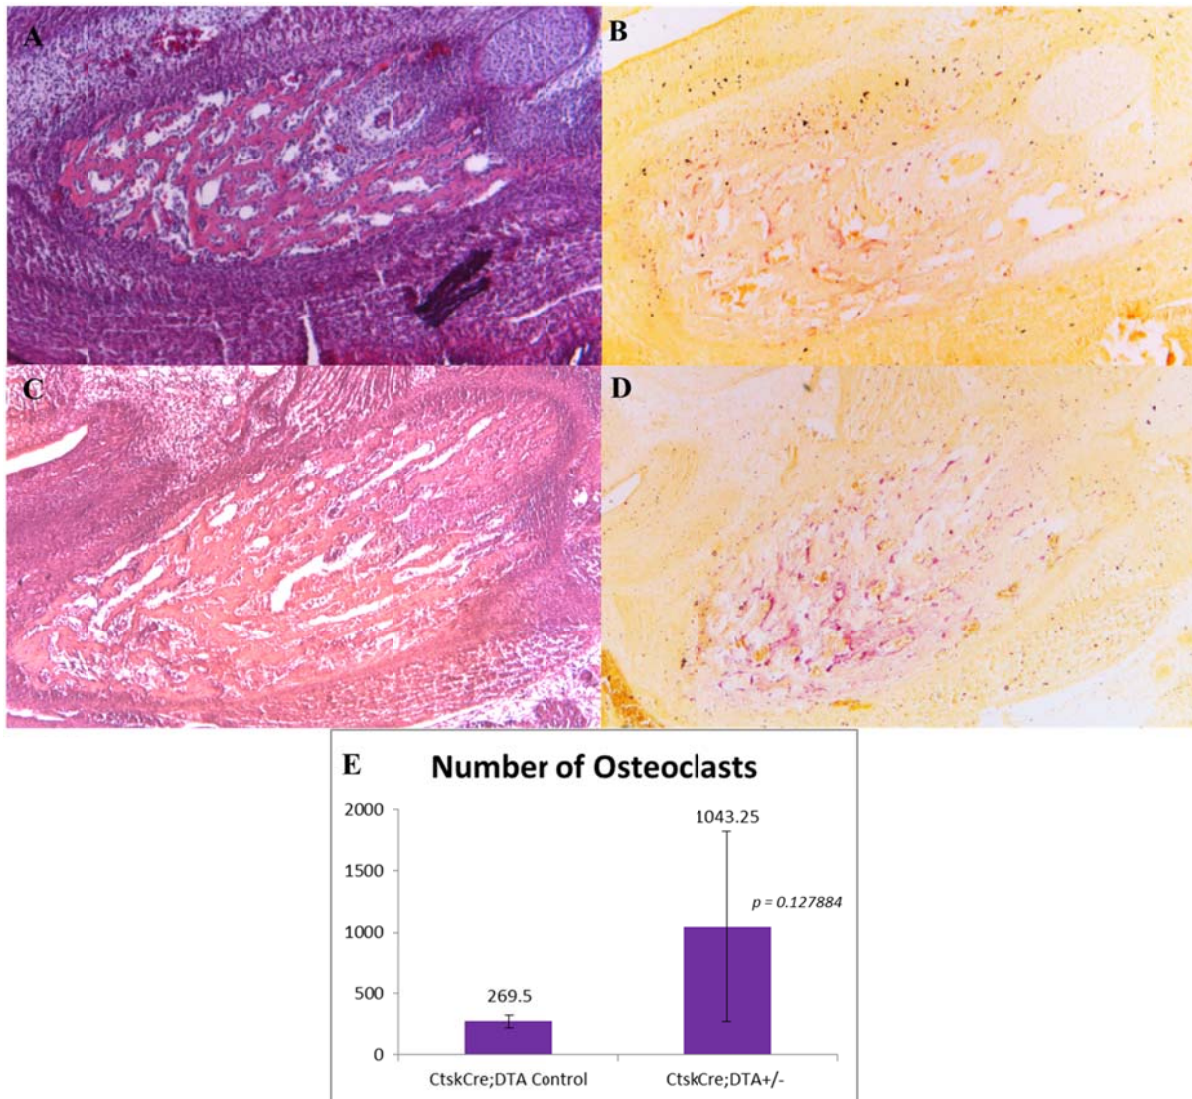 A
B
C
D
E
Number of Osteoclasts
2000
1500
1000
500
0
269.5
1043.25
p = 0.127884
CtskCre;DTA Control
CtskCre;DTA+/-